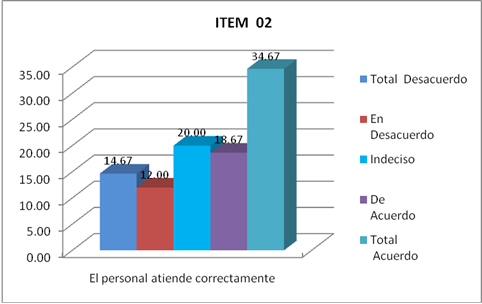 ITEM 02
35.00
30.00
25.00
20.00
15.00
10.00
5.00
0.00
14.67
12.00
20.00
18.67
34.67
El personal atiende correctamente
Total Desacuerdo
En
Desacuerdo
Indeciso
De
Acuerdo
Total
Acuerdo